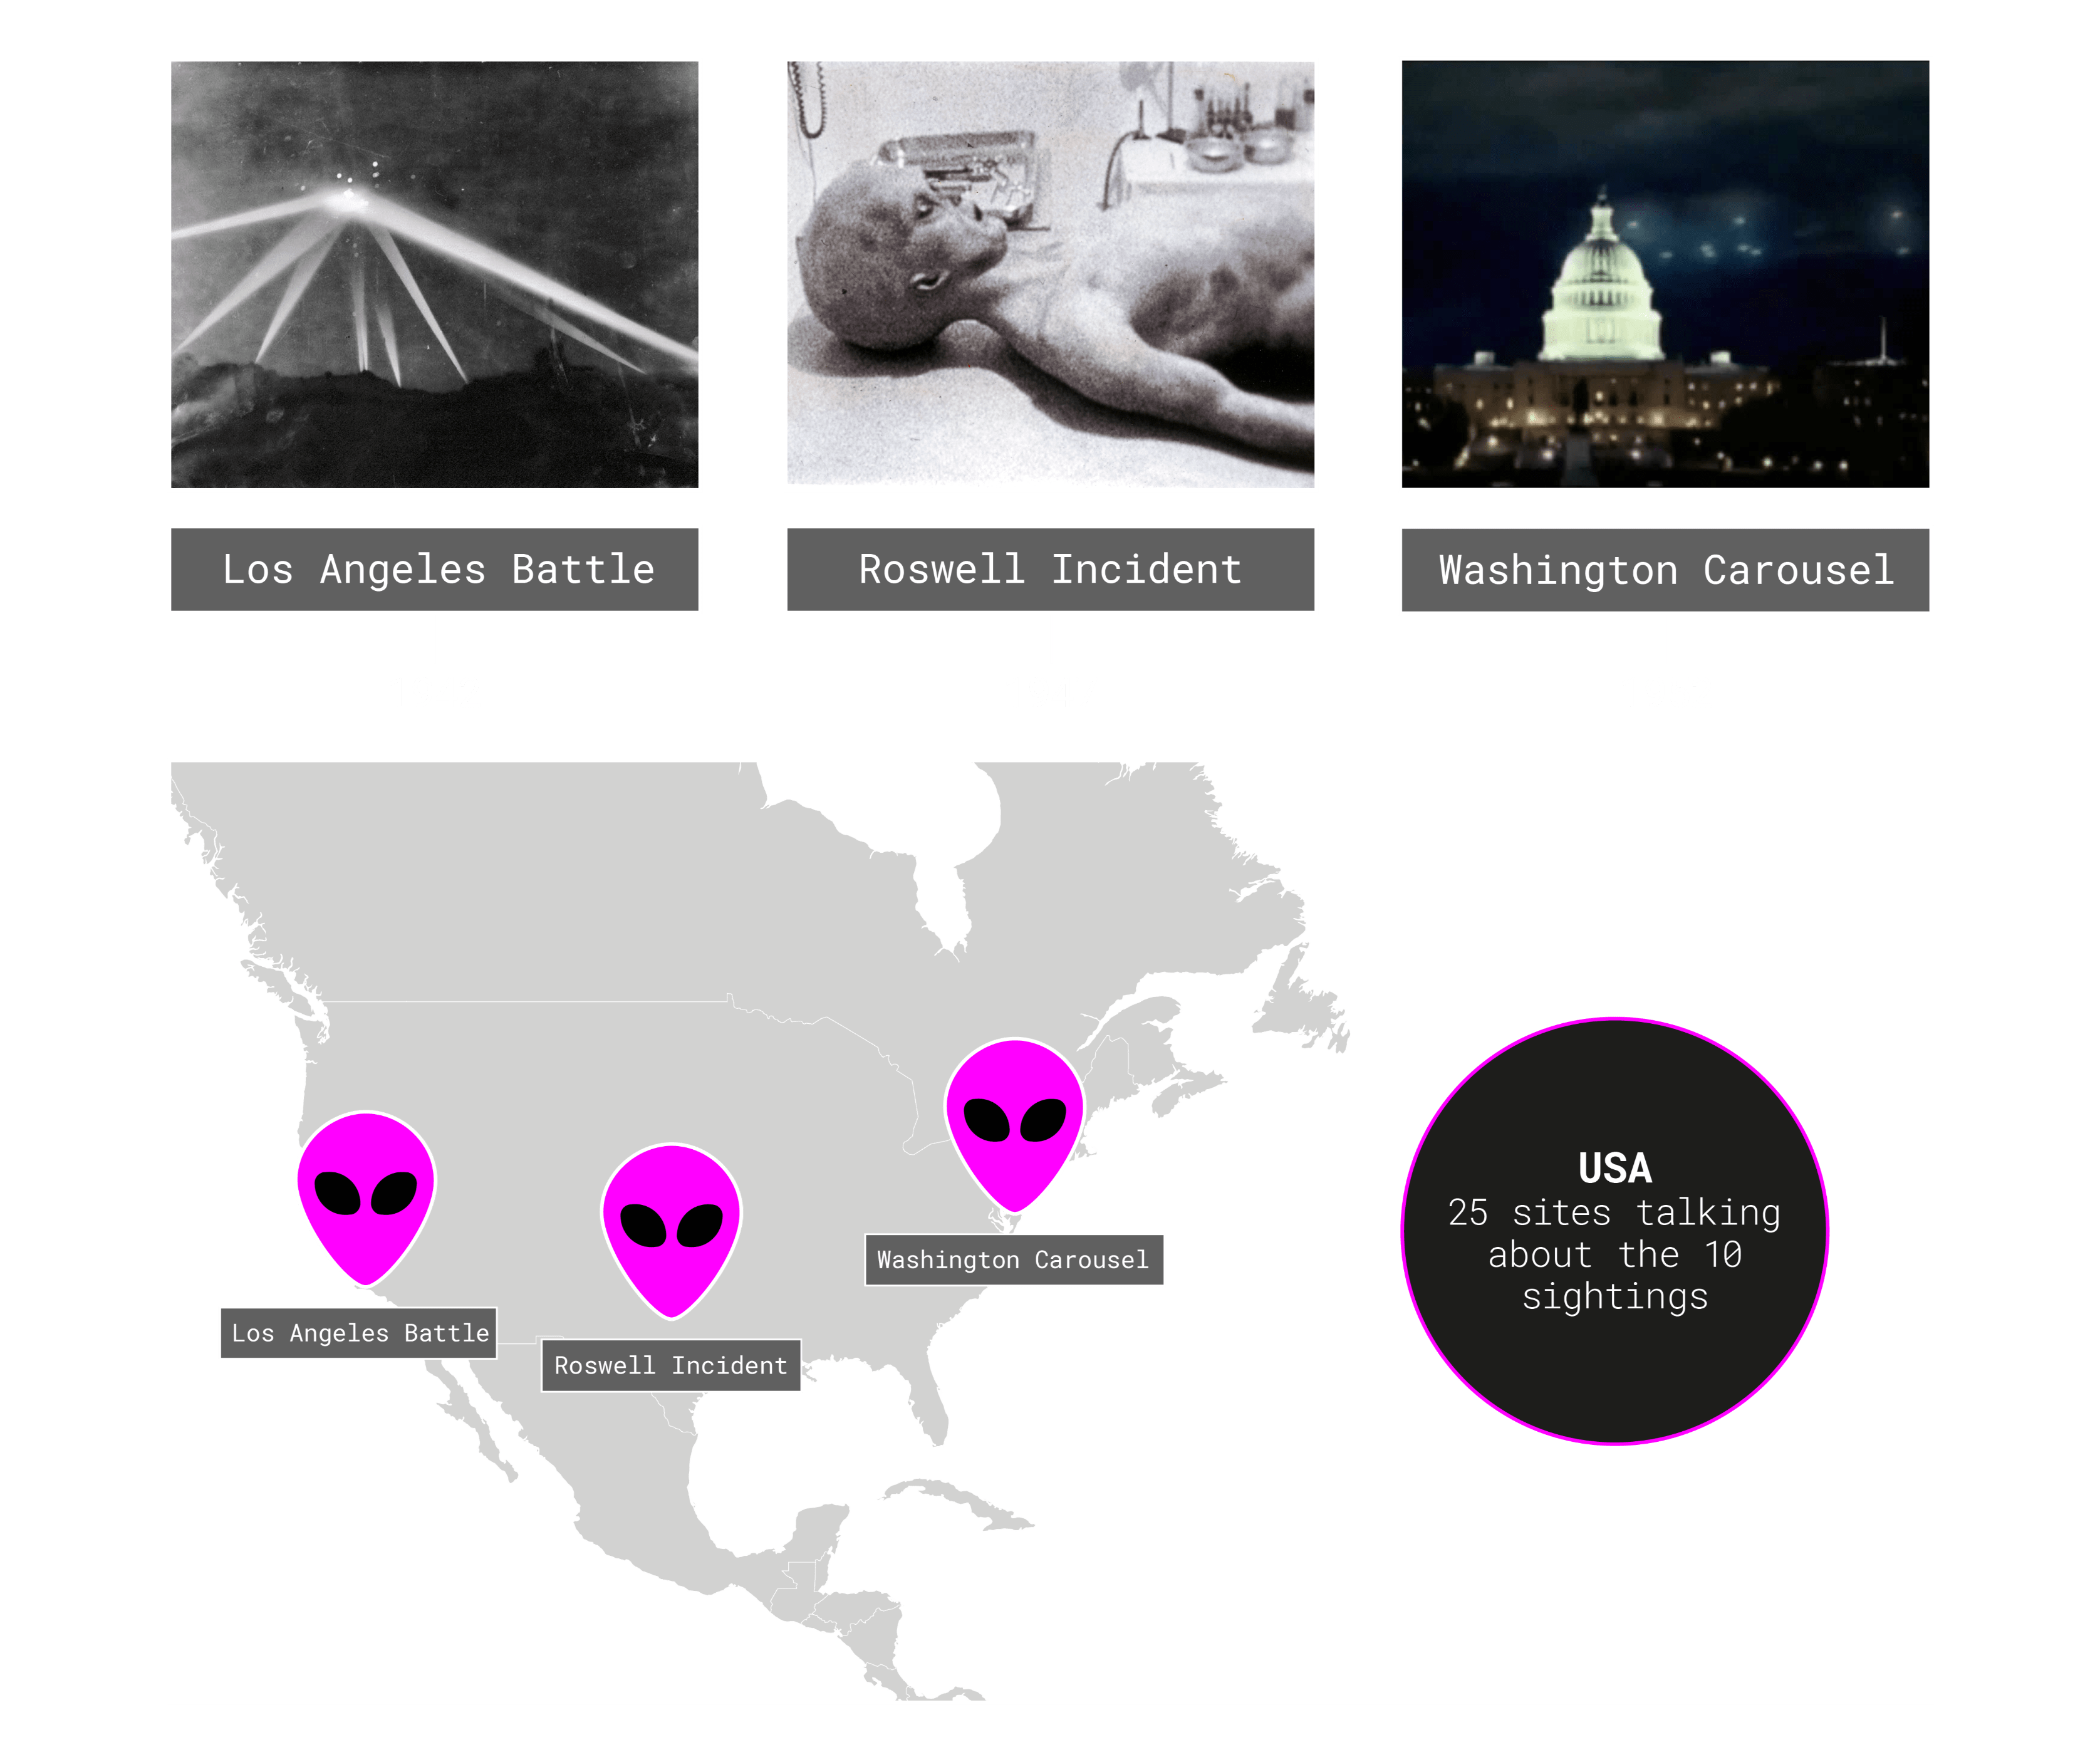 Los Angeles Battle
Roswell Incident
Washington Carousel
Washington Carousel
Los Angeles Battle
Roswell Incident
USA
25 sites talking
about the 10
sightings